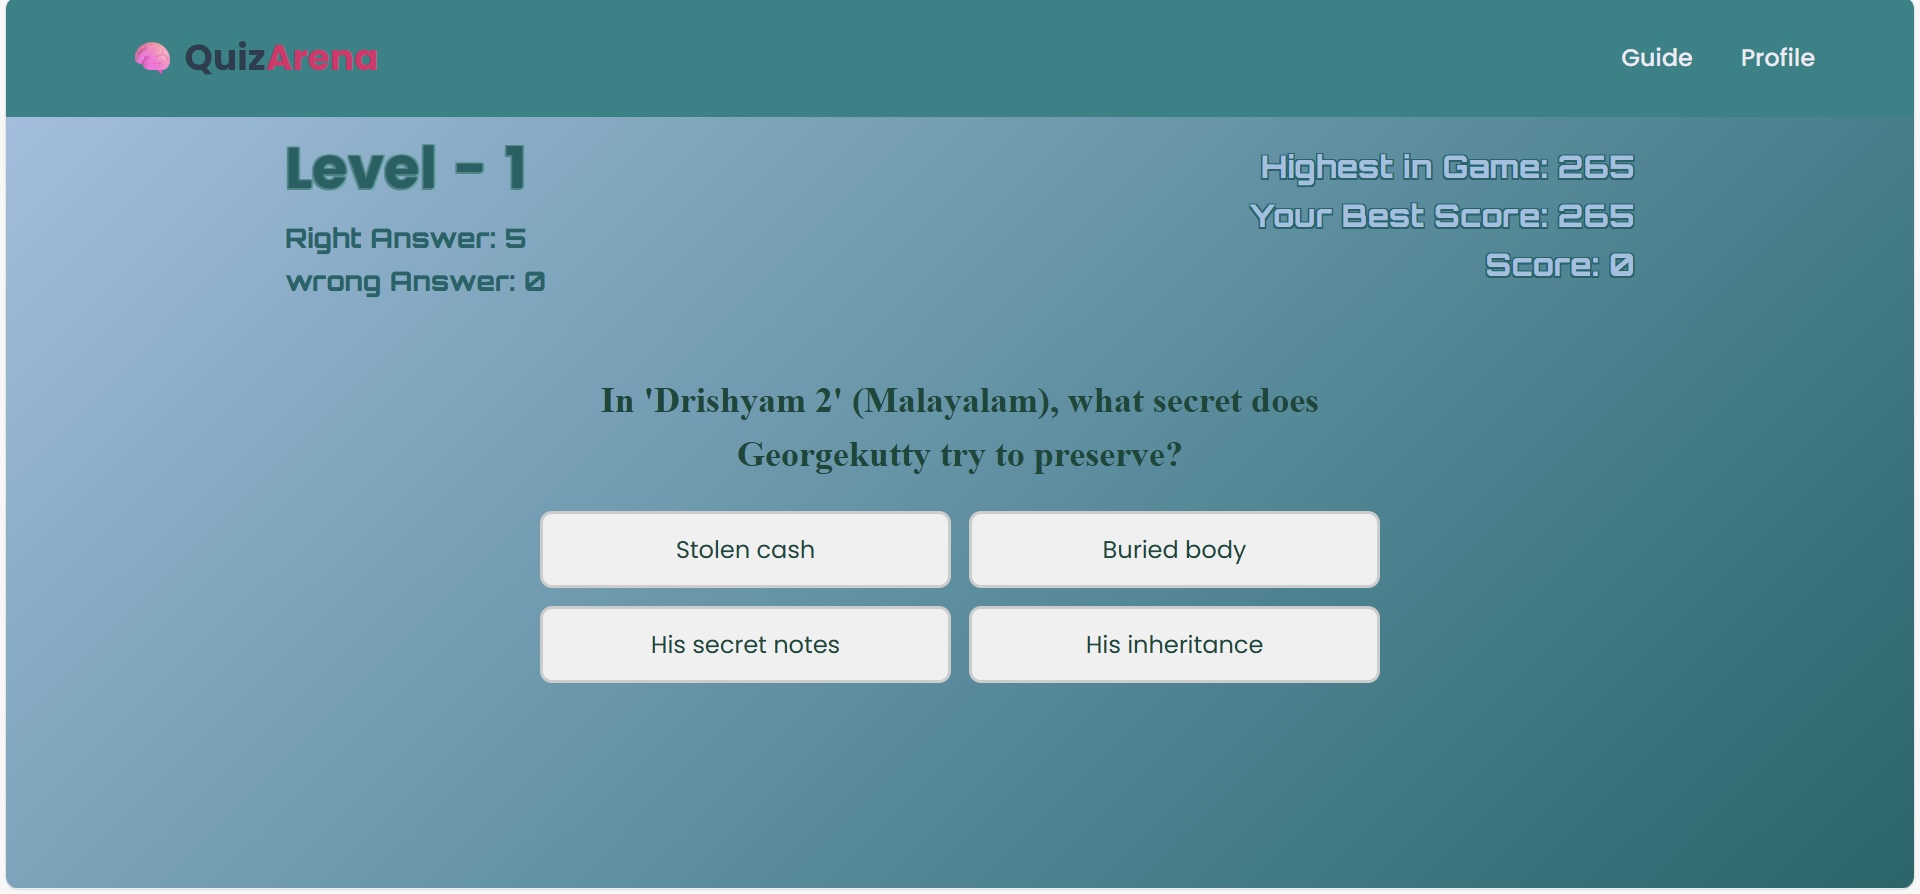 QuizArena
Guide
Profile
Level - 1
Right Answer: 5
wrong Answer: 0
Highest in Game: 265
Your Best Score: 265
Score: 0
In 'Drishyam 2' (Malayalam), what secret does
Georgekutty try to preserve?
Stolen cash
Buried body
His secret notes
His inheritance